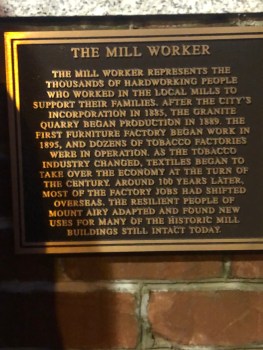 THE MILL WORKER
THE MILL WORKER REPRESENTS THE
THOUSANDS OF HARDWORKING PEOPLE
WHO WORKED IN THE LOCAL MILLS TO
SUPPORT THEIR FAMILIES. AFTER THE CITY'S
INCORPORATION IN 1885, THE GRANITE
QUARRY BEGAN PRODUCTION IN 1889. THE
FIRST FURNITURE FACTORY BEGAN WORK IN
1895, AND DOZENS OF TOBACCO FACTORIES
WERE IN OPERATION. AS THE TOBACCO
INDUSTRY CHANGED, TEXTILES BEGAN TO
TAKE OVER THE ECONOMY AT THE TURN OF
THE CENTURY. AROUND 100 YEARS LATER,
MOST OF THE FACTORY JOBS HAD SHIFTED
OVERSEAS. THE RESILIENT PEOPLE OF
MOUNT AIRY ADAPTED AND FOUND NEW
USES FOR MANY OF THE HISTORIC MILL
BUILDINGS STILL INTACT TODAY.